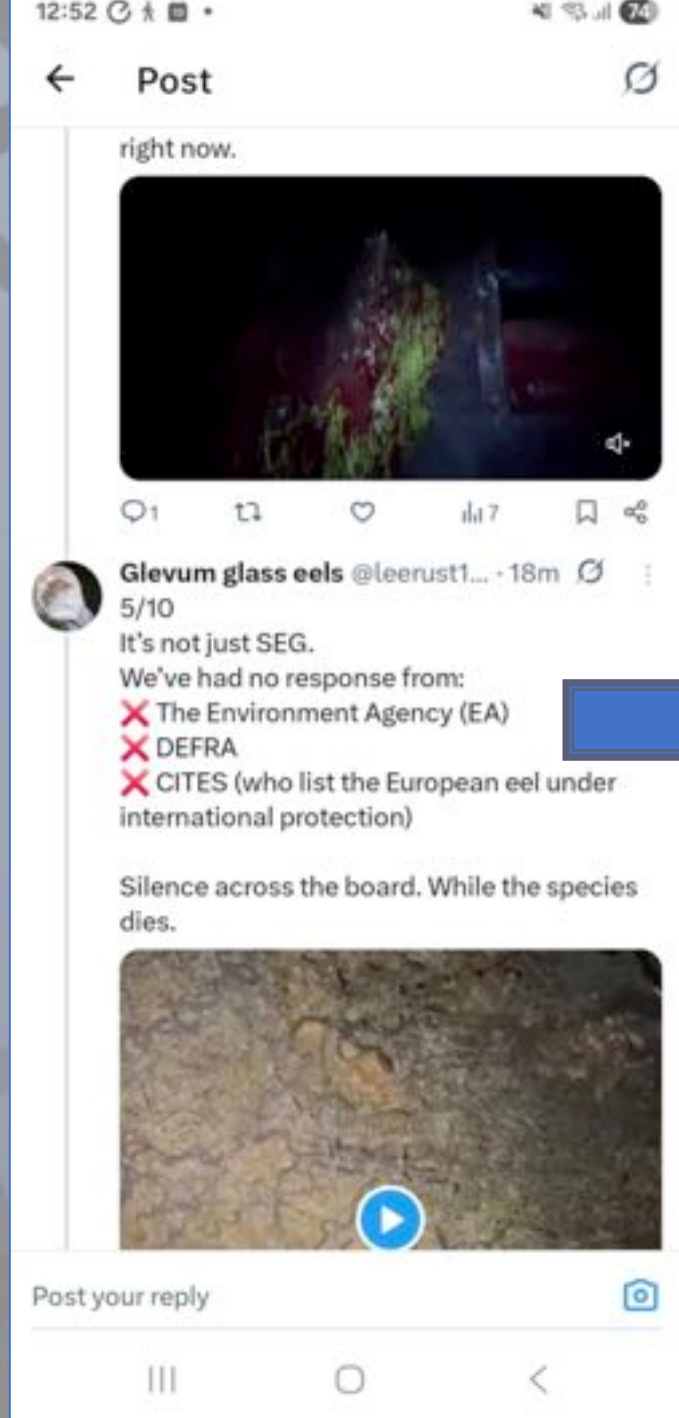 12:52
74
Post
right now.
1
7
Glevum glass eels @leerust1... · 18m
5/10
It's not just SEG.
We've had no response from:
❌ The Environment Agency (EA)
❌ DEFRA
❌ CITES (who list the European eel under
international protection)
Silence across the board. While the species
dies.
Post your reply